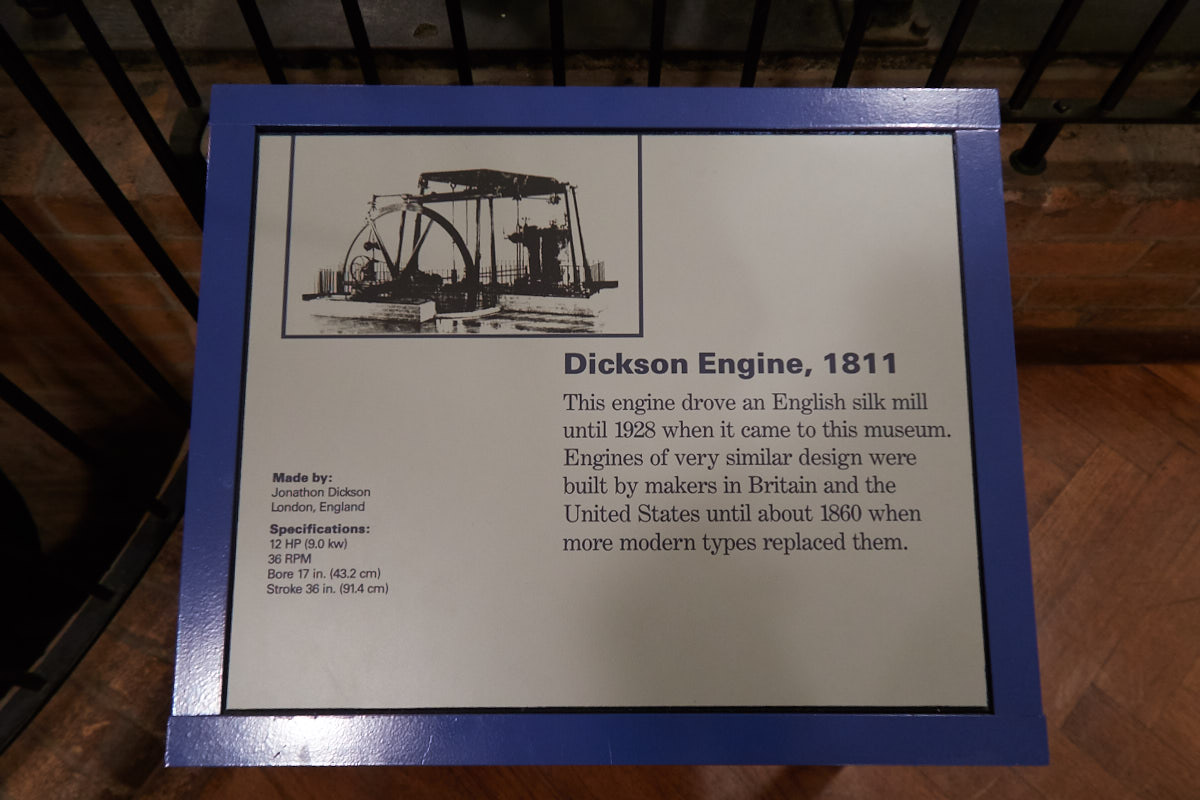 Dickson Engine, 1811
This engine drove an English silk mill
until 1928 when it came to this museum.
Engines of very similar design were
built by makers in Britain and the
United States until about 1860 when
more modern types replaced them.
Made by:
Jonathon Dickson
London, England
Specifications:
12 HP (9.0 kw)
36 RPM
Bore 17 in. (43.2 cm)
Stroke 36 in. (91.4 cm)